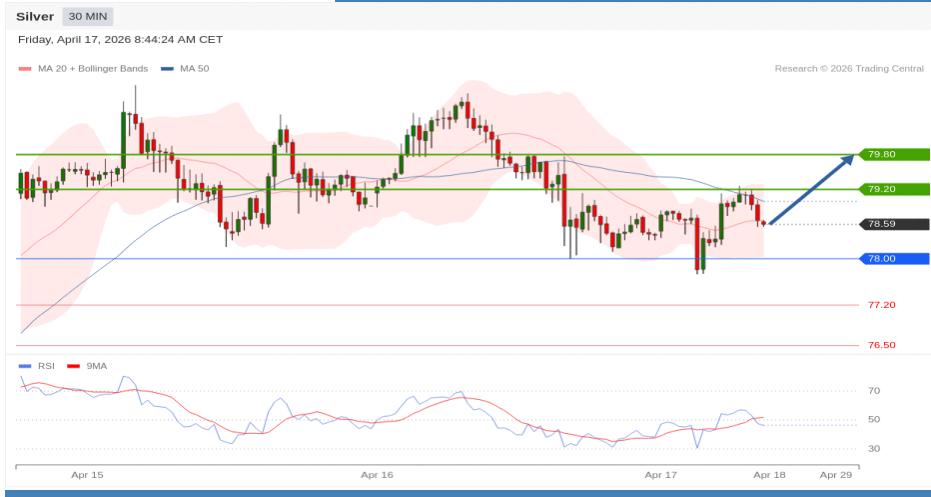 Silver 30 MIN
Friday, April 17, 2026 8:44:24 AM CET
MA 20 + Bollinger Bands MA 50 Research © 2026 Trading Central
79.80
79.20
78.59
78.00
77.20
76.50
RSI 9MA
70
50
30
Apr 15 Apr 16 Apr 17 Apr 18 Apr 29